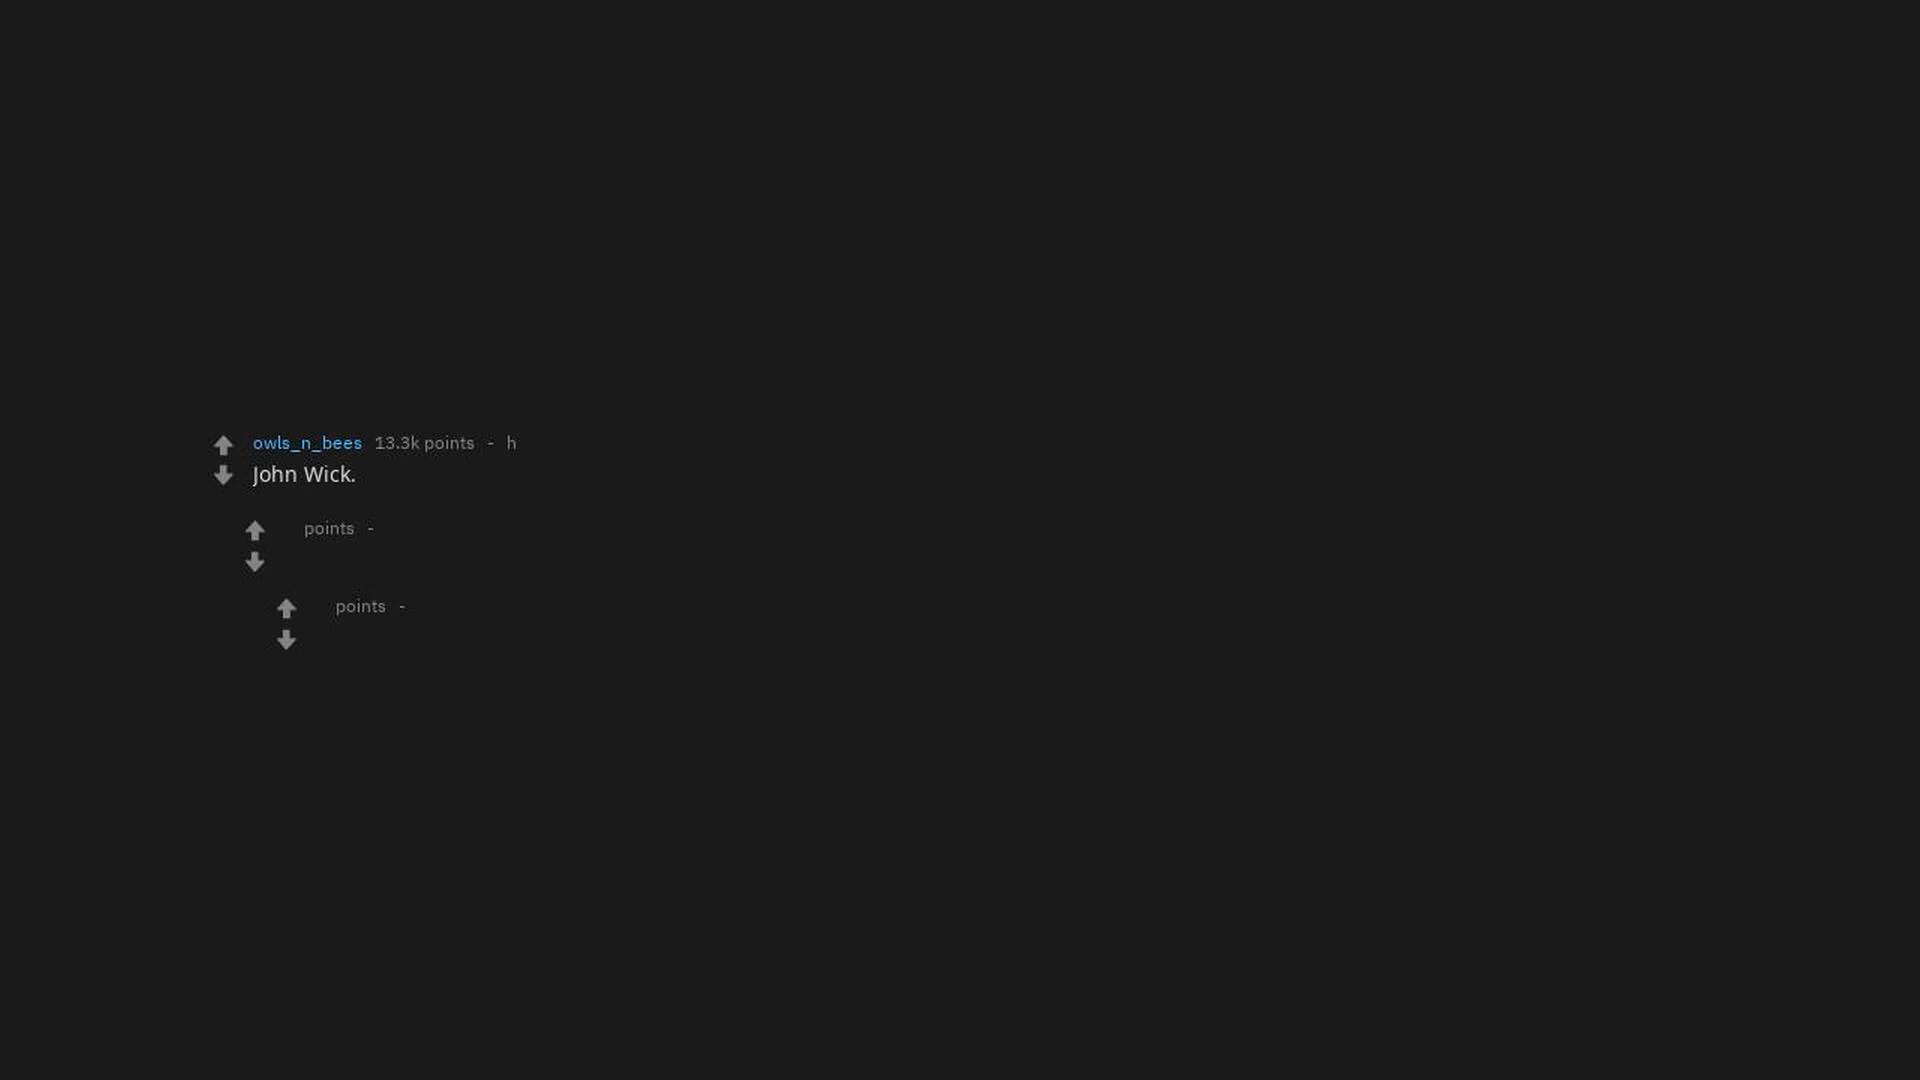 owls_n_bees 13.3k points - h
John Wick.
points -
points -